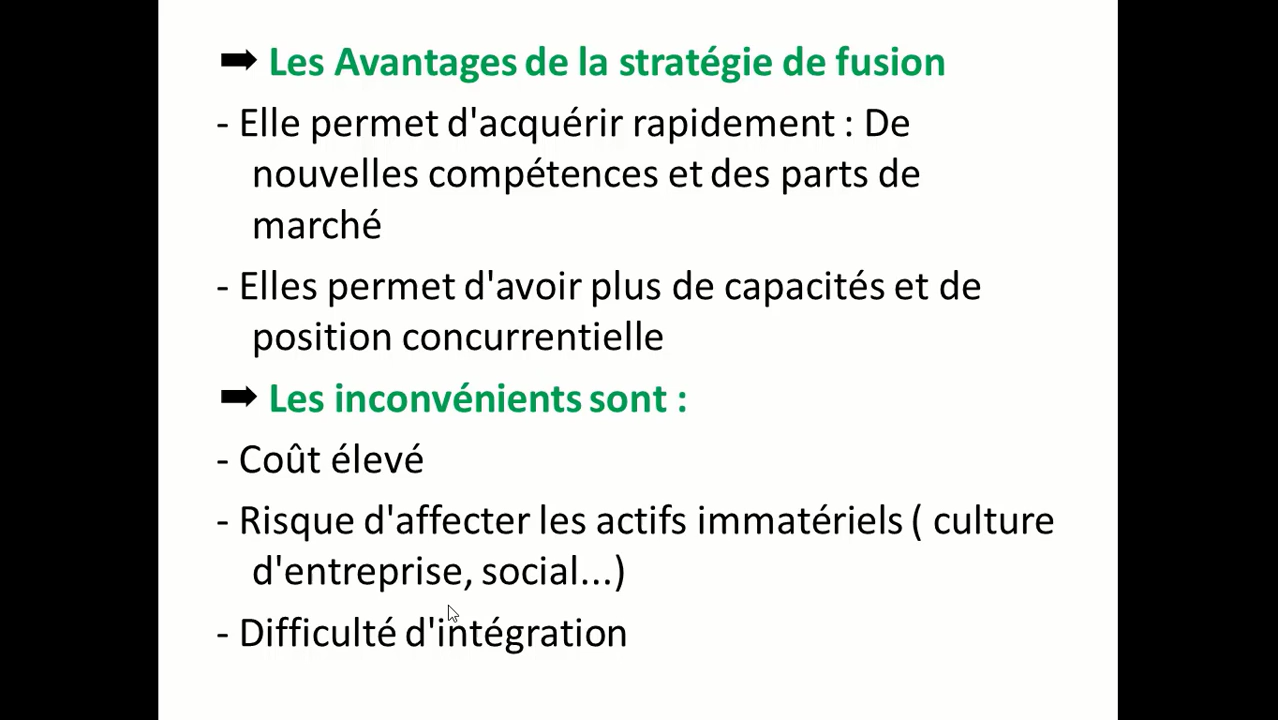 ➡ Les Avantages de la stratégie de fusion
- Elle permet d'acquérir rapidement : De
nouvelles compétences et des parts de
marché
- Elles permet d'avoir plus de capacités et de
position concurrentielle
➡ Les inconvénients sont :
- Coût élevé
- Risque d'affecter les actifs immatériels ( culture
d'entreprise, social...)
- Difficulté d'intégration